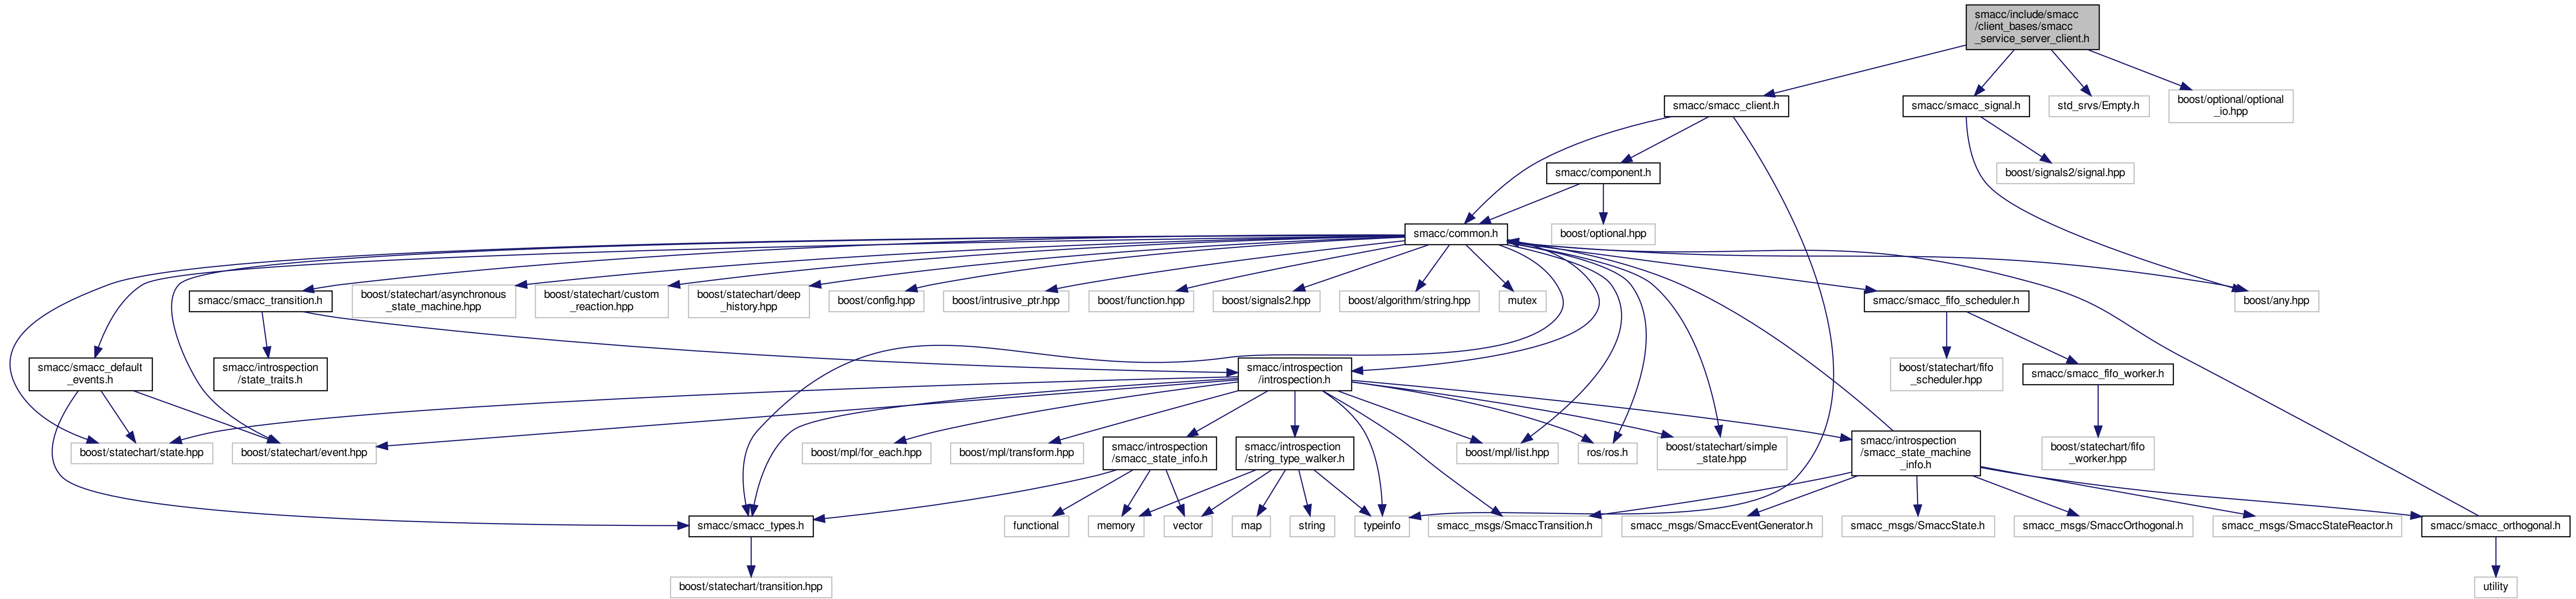 smacc/include/smacc
/client_bases/smacc
_service_server_client.h
smacc/smacc_client.h
smacc/smacc_signal.h
std_srvs/Empty.h
boost/optional/optional
_io.hpp
smacc/component.h
boost/signals2/signal.hpp
smacc/common.h
boost/optional.hpp
smacc/smacc_transition.h
boost/statechart/asynchronous
_state_machine.hpp
boost/statechart/custom
_reaction.hpp
boost/statechart/deep
_history.hpp
boost/config.hpp
boost/intrusive_ptr.hpp
boost/function.hpp
boost/signals2.hpp
boost/algorithm/string.hpp
mutex
smacc/smacc_fifo_scheduler.h
boost/any.hpp
smacc/smacc_default
_events.h
smacc/introspection
/state_traits.h
smacc/introspection
/introspection.h
boost/statechart/fifo
_scheduler.hpp
smacc/smacc_fifo_worker.h
boost/statechart/state.hpp
boost/statechart/event.hpp
boost/mpl/for_each.hpp
boost/mpl/transform.hpp
smacc/introspection
/smacc_state_info.h
smacc/introspection
/string_type_walker.h
boost/mpl/list.hpp
ros/ros.h
boost/statechart/simple
_state.hpp
smacc/introspection
/smacc_state_machine
_info.h
boost/statechart/fifo
_worker.hpp
smacc/smacc_types.h
functional
memory
vector
map
string
typeinfo
smacc_msgs/SmaccTransition.h
smacc_msgs/SmaccEventGenerator.h
smacc_msgs/SmaccState.h
smacc_msgs/SmaccOrthogonal.h
smacc_msgs/SmaccStateReactor.h
smacc/smacc_orthogonal.h
boost/statechart/transition.hpp
utility